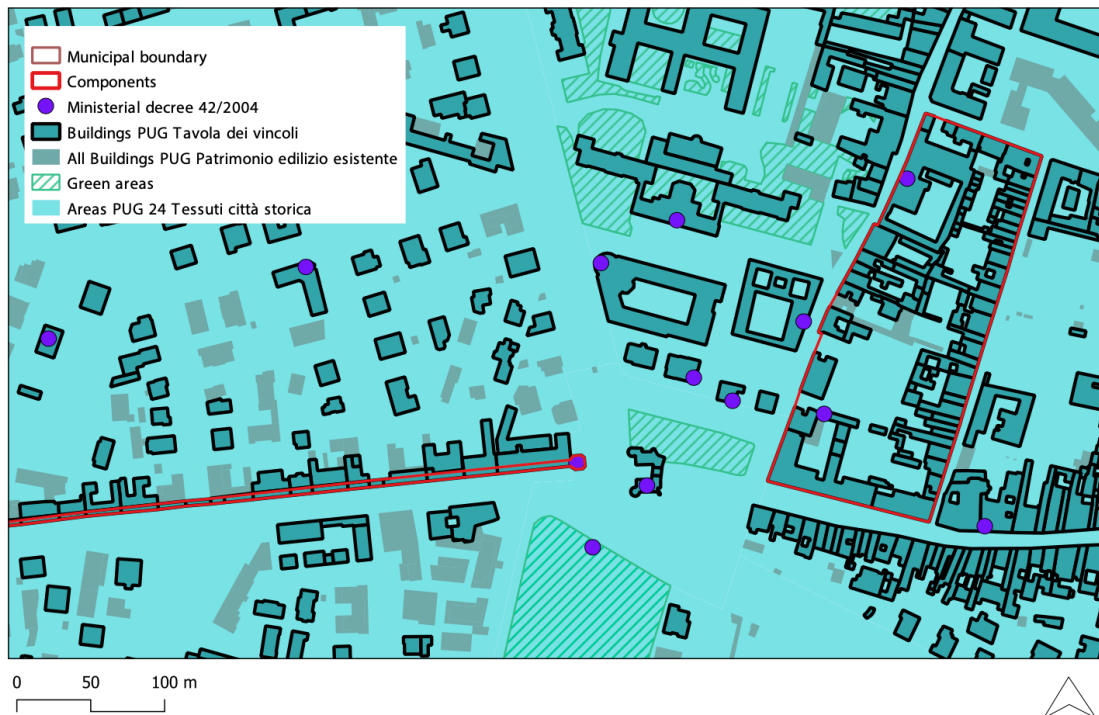 Municipal boundary
Components
Ministerial decree 42/2004
Buildings PUG Tavola dei vincoli
All Buildings PUG Patrimonio edilizio esistente
Green areas
Areas PUG 24 Tessuti città storica
0 50 100 m